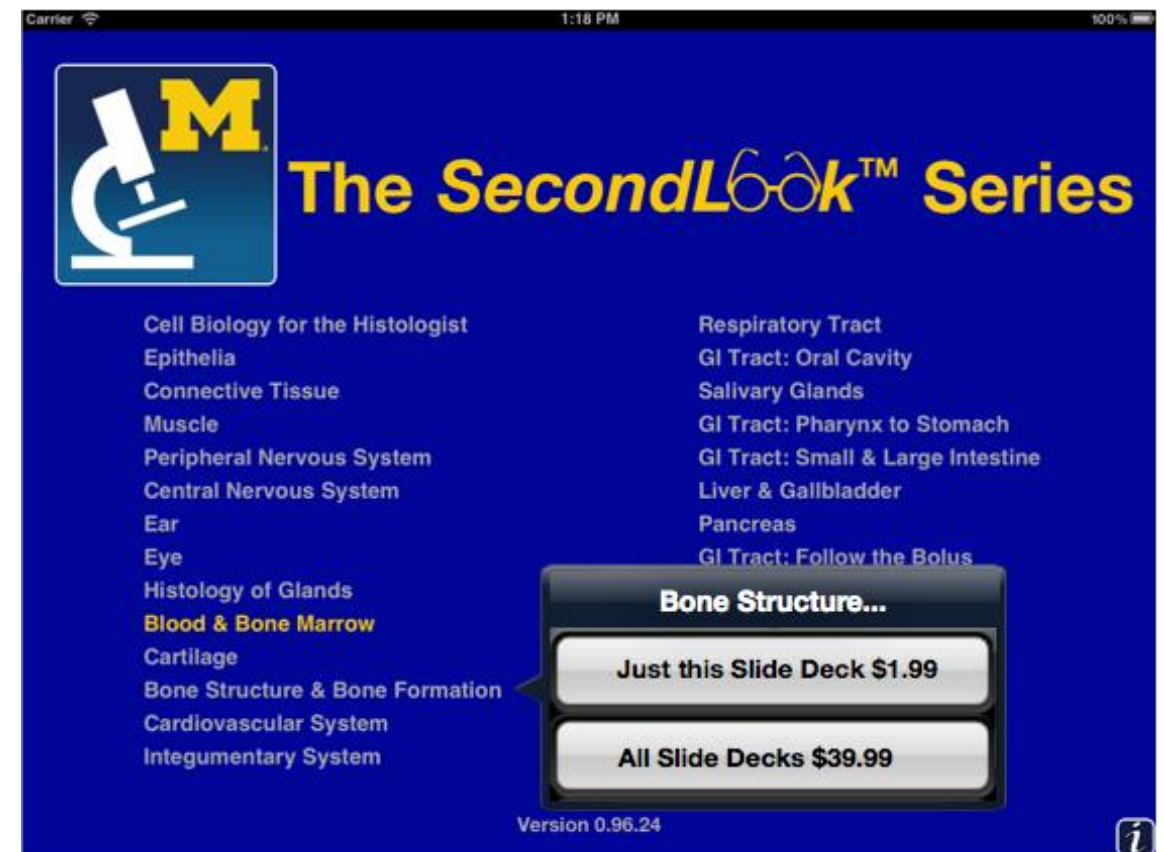 Carrier
1:18 PM
100%
M
The SecondLook™ Series
Cell Biology for the Histologist
Epithelia
Connective Tissue
Muscle
Peripheral Nervous System
Central Nervous System
Ear
Eye
Histology of Glands
Blood & Bone Marrow
Cartilage
Bone Structure & Bone Formation
Cardiovascular System
Integumentary System
Respiratory Tract
GI Tract: Oral Cavity
Salivary Glands
GI Tract: Pharynx to Stomach
GI Tract: Small & Large Intestine
Liver & Gallbladder
Pancreas
GI Tract: Follow the Bolus
Bone Structure...
Just this Slide Deck $1.99
All Slide Decks $39.99
Version 0.96.24
i